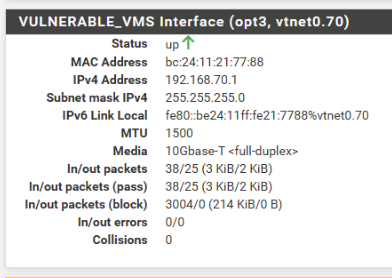 VULNERABLE_VMS Interface (opt3, vtnet0.70)
Status up
MAC Address bc:24:11:21:77:88
IPv4 Address 192.168.70.1
Subnet mask IPv4 255.255.255.0
IPv6 Link Local fe80::be24:11ff:fe21:7788%vtnet0.70
MTU 1500
Media 10Gbase-T <full-duplex>
In/out packets 38/25 (3 KiB/2 KiB)
In/out packets (pass) 38/25 (3 KiB/2 KiB)
In/out packets (block) 3004/0 (214 KiB/0 B)
In/out errors 0/0
Collisions 0